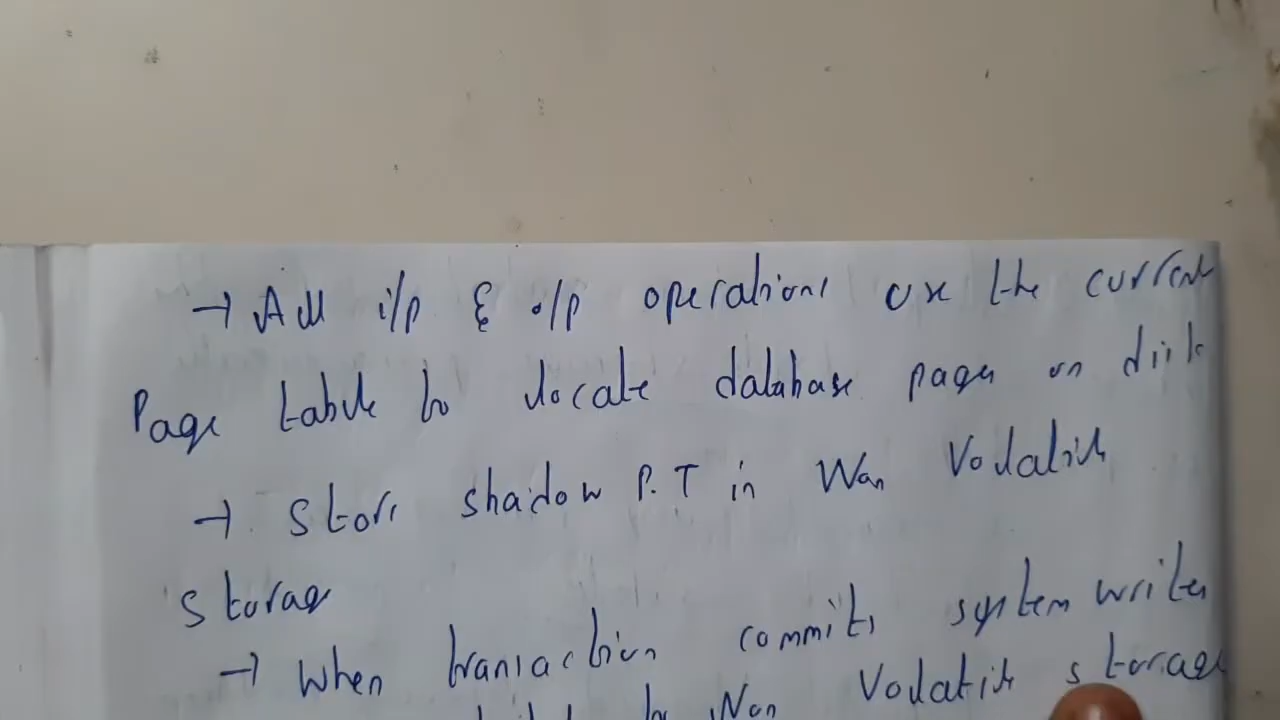 → All i/p & o/p operations use the current
Page table to locate database pages on disk
→ Store shadow P.T in Non Volatile
Storage
→ When transaction commits system writes
to Non Volatile storage